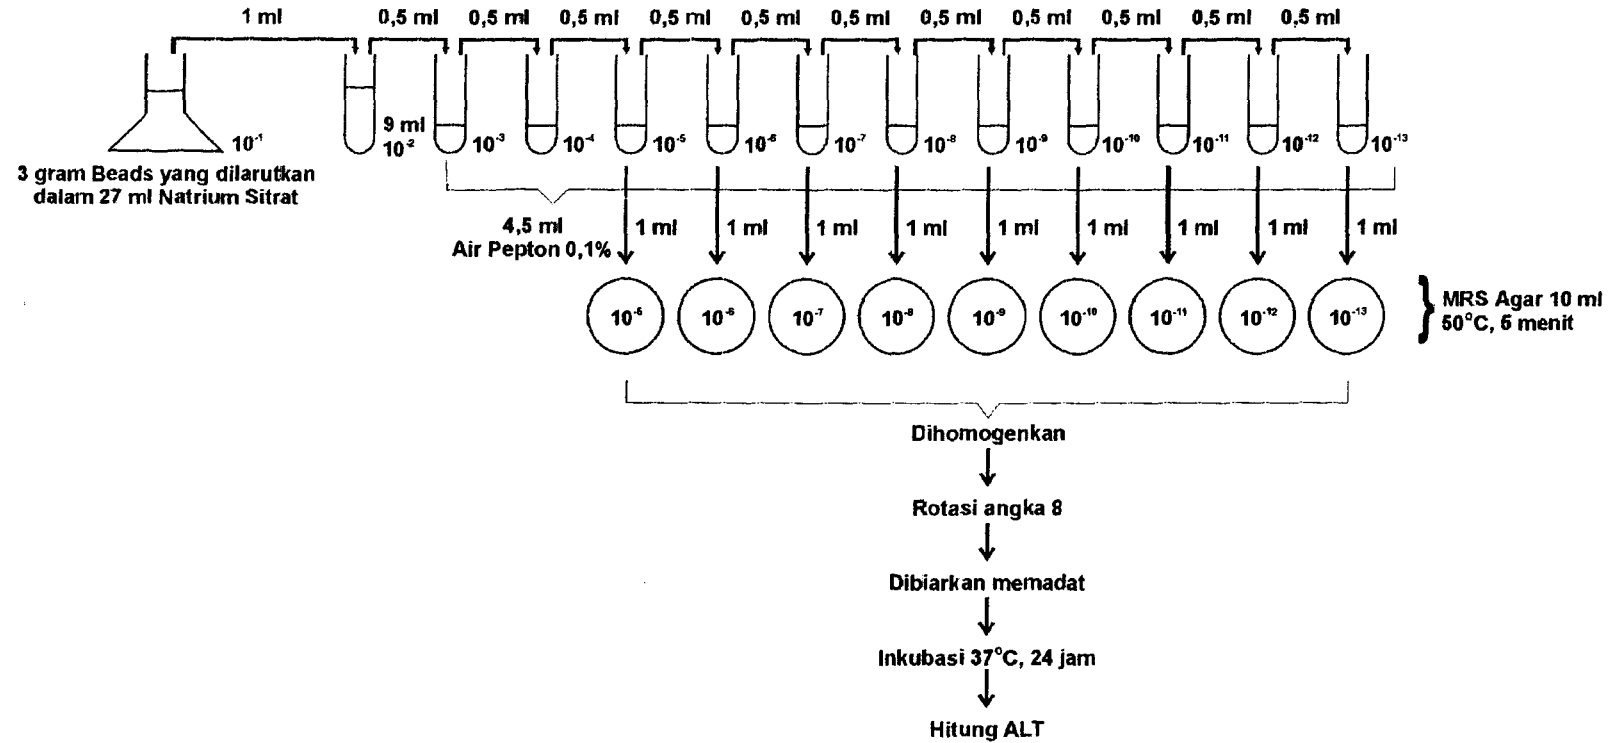 1 ml 0,5 ml 0,5 ml 0,5 ml 0,5 ml 0,5 ml 0,5 ml 0,5 ml 0,5 ml 0,5 ml 0,5 ml 0,5 ml
10⁻¹ 9 ml
10⁻² 10⁻³ 10⁻⁴ 10⁻⁵ 10⁻⁶ 10⁻⁷ 10⁻⁸ 10⁻⁹ 10⁻¹⁰ 10⁻¹¹ 10⁻¹² 10⁻¹³
3 gram Beads yang dilarutkan
dalam 27 ml Natrium Sitrat
4,5 ml
Air Pepton 0,1%
1 ml 1 ml 1 ml 1 ml 1 ml 1 ml 1 ml 1 ml 1 ml
10⁻⁵ 10⁻⁶ 10⁻⁷ 10⁻⁸ 10⁻⁹ 10⁻¹⁰ 10⁻¹¹ 10⁻¹² 10⁻¹³
MRS Agar 10 ml
50°C, 5 menit
Dihomogenkan
Rotasi angka 8
Dibiarkan memadat
Inkubasi 37°C, 24 jam
Hitung ALT